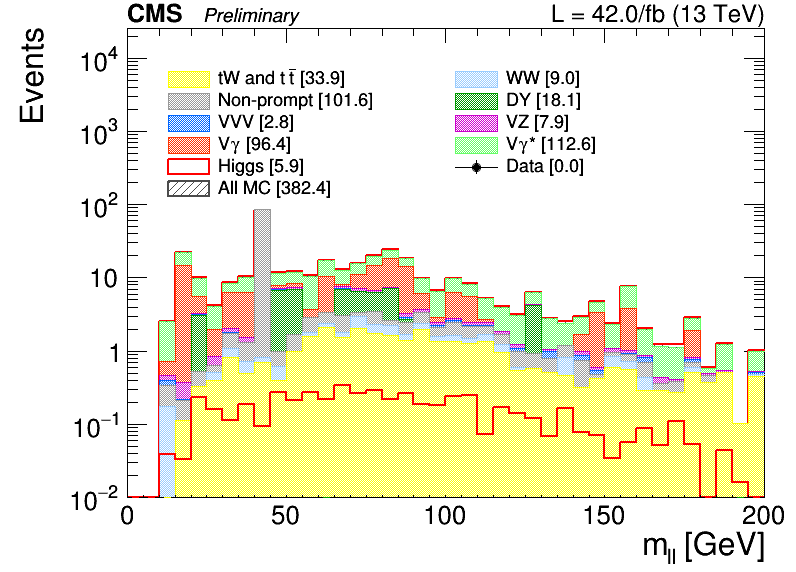 CMS Preliminary L = 42.0/fb (13 TeV)
Events
10⁴
10³
10²
10
1
10⁻¹
10⁻²
tW and t t̄ [33.9] WW [9.0]
Non-prompt [101.6] DY [18.1]
VVV [2.8] VZ [7.9]
Vγ [96.4] Vγ* [112.6]
Higgs [5.9] Data [0.0]
All MC [382.4]
0 50 100 150 200
m_ll [GeV]